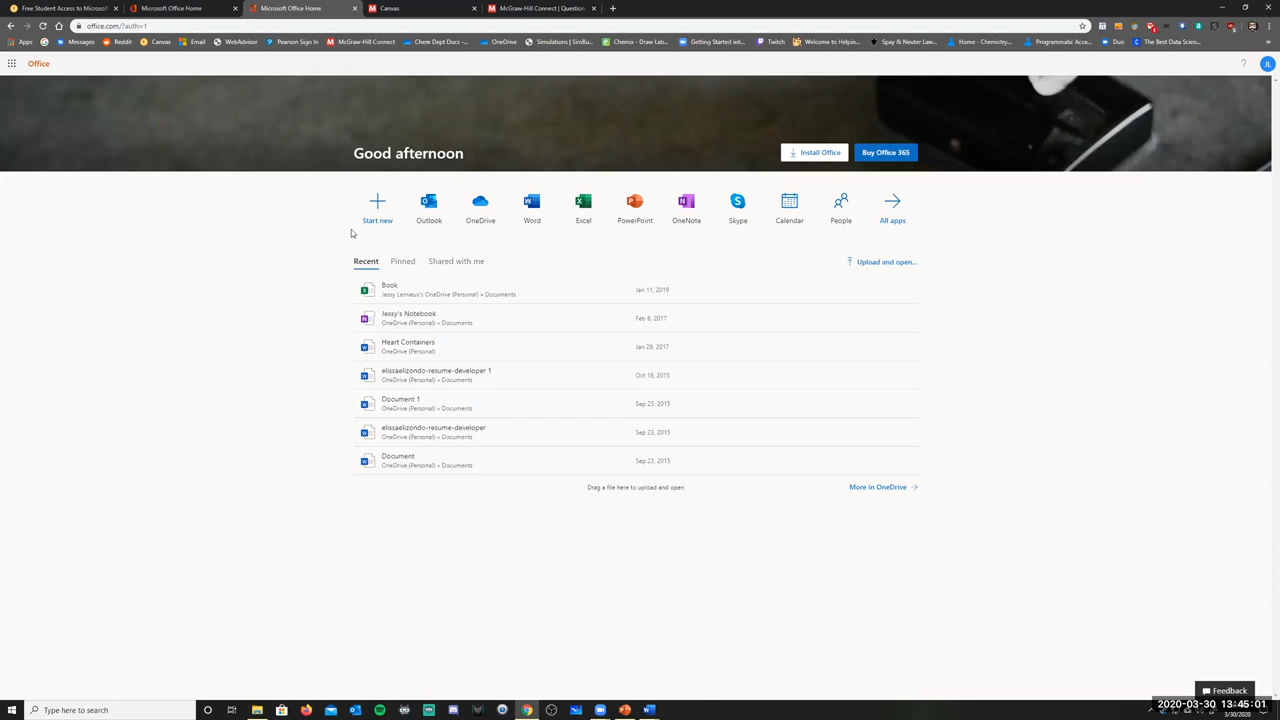 Free Student Access to Microsof
Microsoft Office Home
Microsoft Office Home
Canvas
McGraw-Hill Connect | Question
office.com/?auth=1
Apps
Messages
Reddit
Canvas
Email
WebAdvisor
Pearson Sign In
McGraw-Hill Connect
Chem Dept Docs -...
OneDrive
Simulations | SimBu...
Chemix - Draw Lab...
Getting Started wit...
Twitch
Welcome to Helpin...
Spay & Neuter Law...
Home - Chemistry...
Programmatic Acce...
Duo
The Best Data Scien...
Office
?
JL
Good afternoon
Install Office
Buy Office 365
Start new
Outlook
OneDrive
Word
Excel
PowerPoint
OneNote
Skype
Calendar
People
All apps
Recent
Pinned
Shared with me
Upload and open...
Book
Jessy Lemieux's OneDrive (Personal) » Documents
Jan 11, 2019
Jessy's Notebook
OneDrive (Personal) » Documents
Feb 6, 2017
Heart Containers
OneDrive (Personal)
Jan 29, 2017
elissaelizondo-resume-developer 1
OneDrive (Personal) » Documents
Oct 18, 2015
Document 1
OneDrive (Personal) » Documents
Sep 23, 2015
elissaelizondo-resume-developer
OneDrive (Personal) » Documents
Sep 23, 2015
Document
OneDrive (Personal) » Documents
Sep 23, 2015
Drag a file here to upload and open
More in OneDrive
Feedback
Type here to search
2020-03-30 13:45:01
3/30/2020